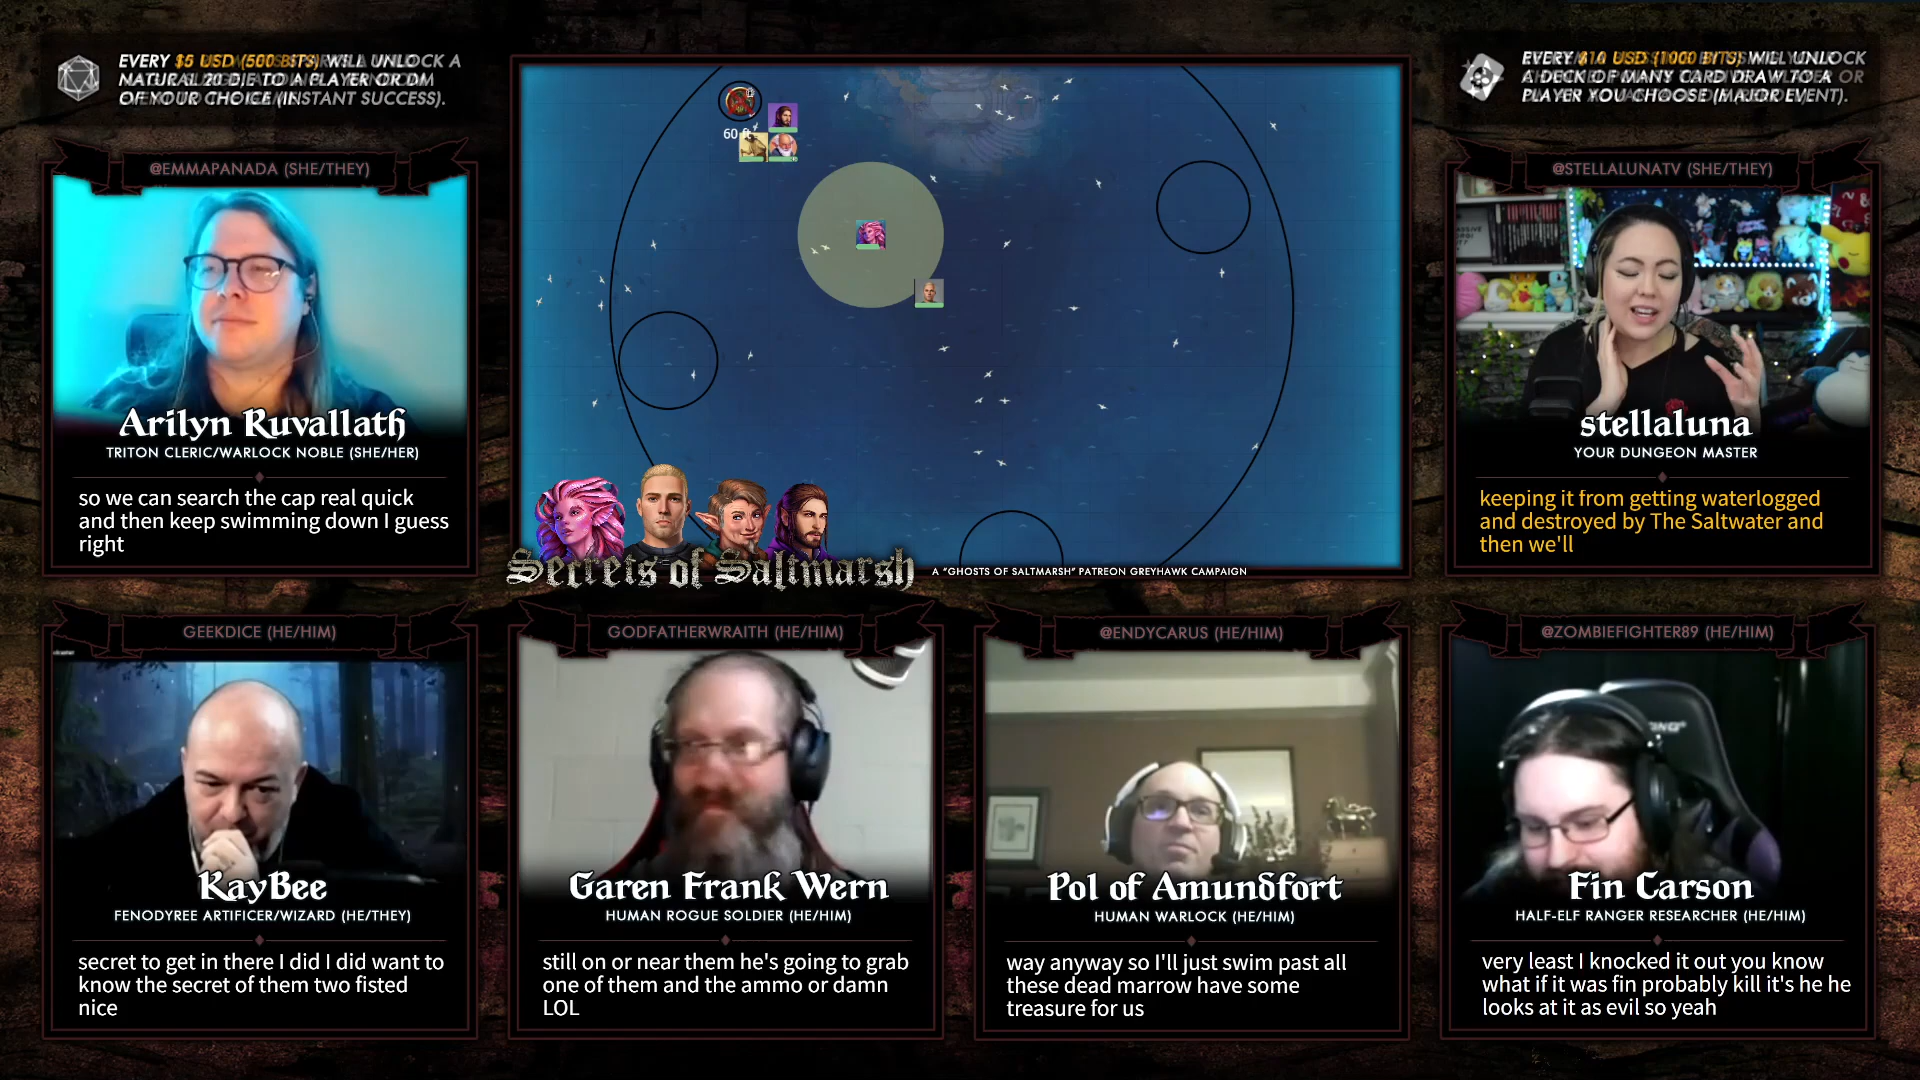 EVERY $5 USD (500 BITS) WILL UNLOCK A
NATURAL 20 DIE TO A PLAYER OR DM
OF YOUR CHOICE (INSTANT SUCCESS).
EVERY $10 USD (1000 BITS) WILL UNLOCK
A DECK OF MANY CARD DRAW TO A
PLAYER YOU CHOOSE (MAJOR EVENT).
@EMMAPANADA (SHE/THEY)
Arilyn Ruvallath
TRITON CLERIC/WARLOCK NOBLE (SHE/HER)
so we can search the cap real quick
and then keep swimming down I guess
right
60 ft
Secrets of Saltmarsh
A "GHOSTS OF SALTMARSH" PATREON GREYHAWK CAMPAIGN
@STELLALUNATV (SHE/THEY)
stellaluna
YOUR DUNGEON MASTER
keeping it from getting waterlogged
and destroyed by The Saltwater and
then we'll
GEEKDICE (HE/HIM)
KayBee
FENODYREE ARTIFICER/WIZARD (HE/THEY)
secret to get in there I did I did want to
know the secret of them two fisted
nice
GODFATHERWRAITH (HE/HIM)
Garen Frank Wern
HUMAN ROGUE SOLDIER (HE/HIM)
still on or near them he's going to grab
one of them and the ammo or damn
LOL
@ENDYCARUS (HE/HIM)
Pol of Amundfort
HUMAN WARLOCK (HE/HIM)
way anyway so I'll just swim past all
these dead marrow have some
treasure for us
@ZOMBIEFIGHTER89 (HE/HIM)
Fin Carson
HALF-ELF RANGER RESEARCHER (HE/HIM)
very least I knocked it out you know
what if it was fin probably kill it's he he
looks at it as evil so yeah